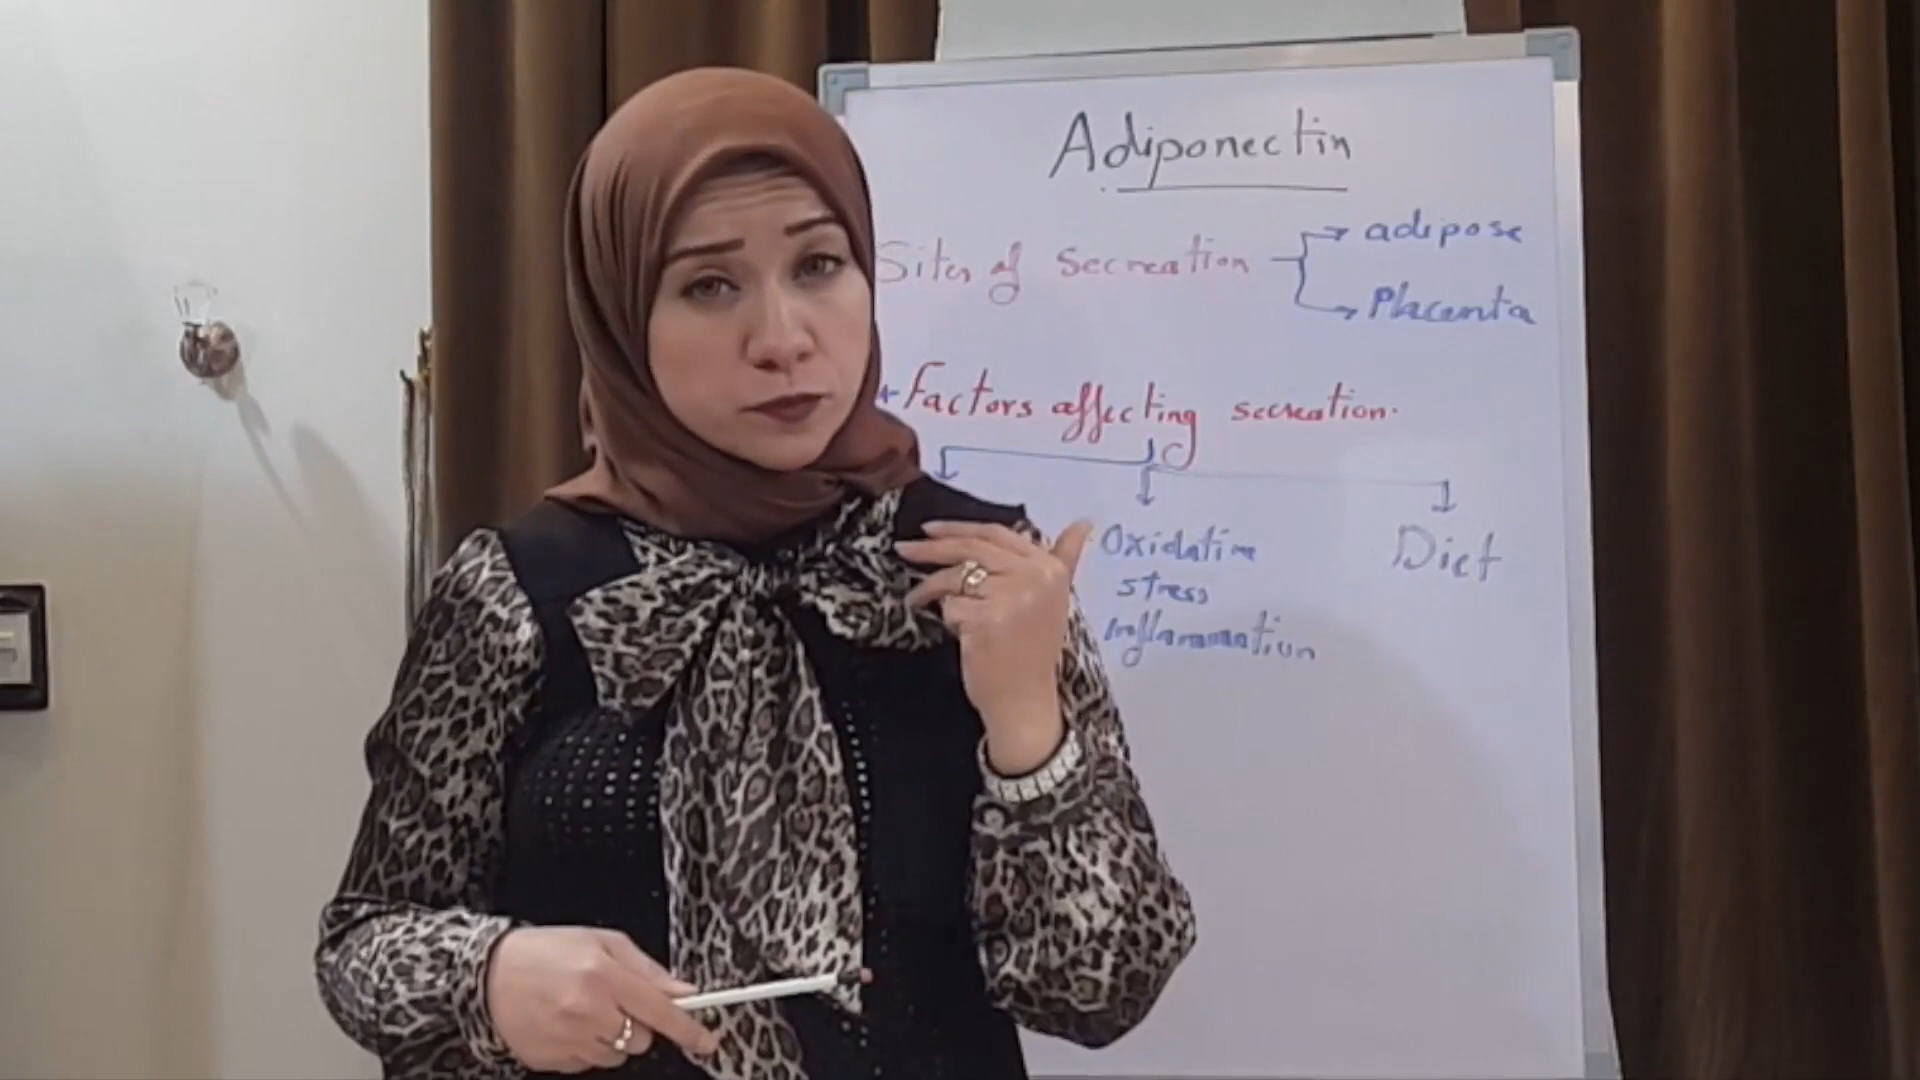 Adiponectin
Sites of secreation
adipose
Placenta
Factors affecting secreation.
Oxidative
stress
inflammation
Diet